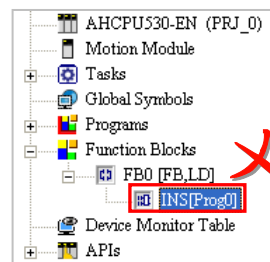 AHCPU530-EN (PRJ_0)
Motion Module
Tasks
Global Symbols
Programs
Function Blocks
FB0 [FB,LD]
INS[Prog0]
Device Monitor Table
APIs